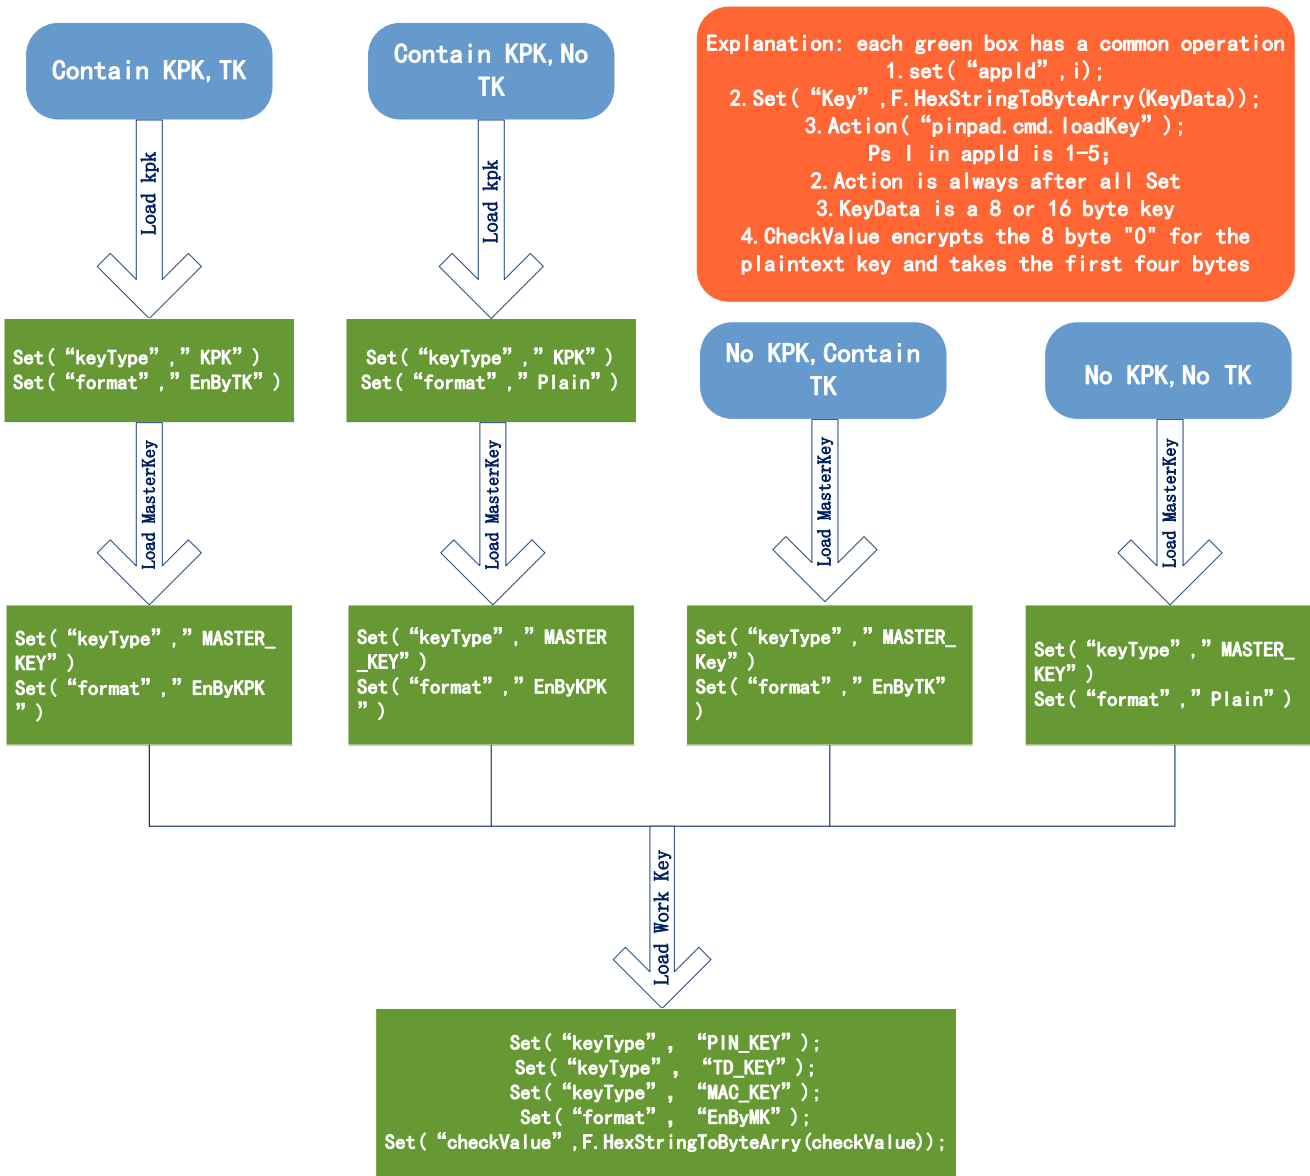 Contain KPK,TK
Contain KPK,No
TK
Explanation: each green box has a common operation
1.set(“appId”,i);
2.Set(“Key”,F.HexStringToByteArry(KeyData));
3.Action(“pinpad.cmd.loadKey”);
Ps I in appId is 1-5;
2.Action is always after all Set
3.KeyData is a 8 or 16 byte key
4.CheckValue encrypts the 8 byte "0" for the
plaintext key and takes the first four bytes
Load kpk
Load kpk
Set(“keyType”,”KPK”)
Set(“format”,”EnByTK”)
Set(“keyType”,”KPK”)
Set(“format”,”Plain”)
No KPK,Contain
TK
No KPK,No TK
Load MasterKey
Load MasterKey
Load MasterKey
Load MasterKey
Set(“keyType”,”MASTER_
KEY”)
Set(“format”,”EnByKPK
”)
Set(“keyType”,”MASTER
_KEY”)
Set(“format”,”EnByKPK
”)
Set(“keyType”,”MASTER_
Key”)
Set(“format”,”EnByTK”
)
Set(“keyType”,”MASTER_
KEY”)
Set(“format”,”Plain”)
Load Work Key
Set(“keyType”, “PIN_KEY”);
Set(“keyType”, “TD_KEY”);
Set(“keyType”, “MAC_KEY”);
Set(“format”, “EnByMK”);
Set(“checkValue”,F.HexStringToByteArry(checkValue));